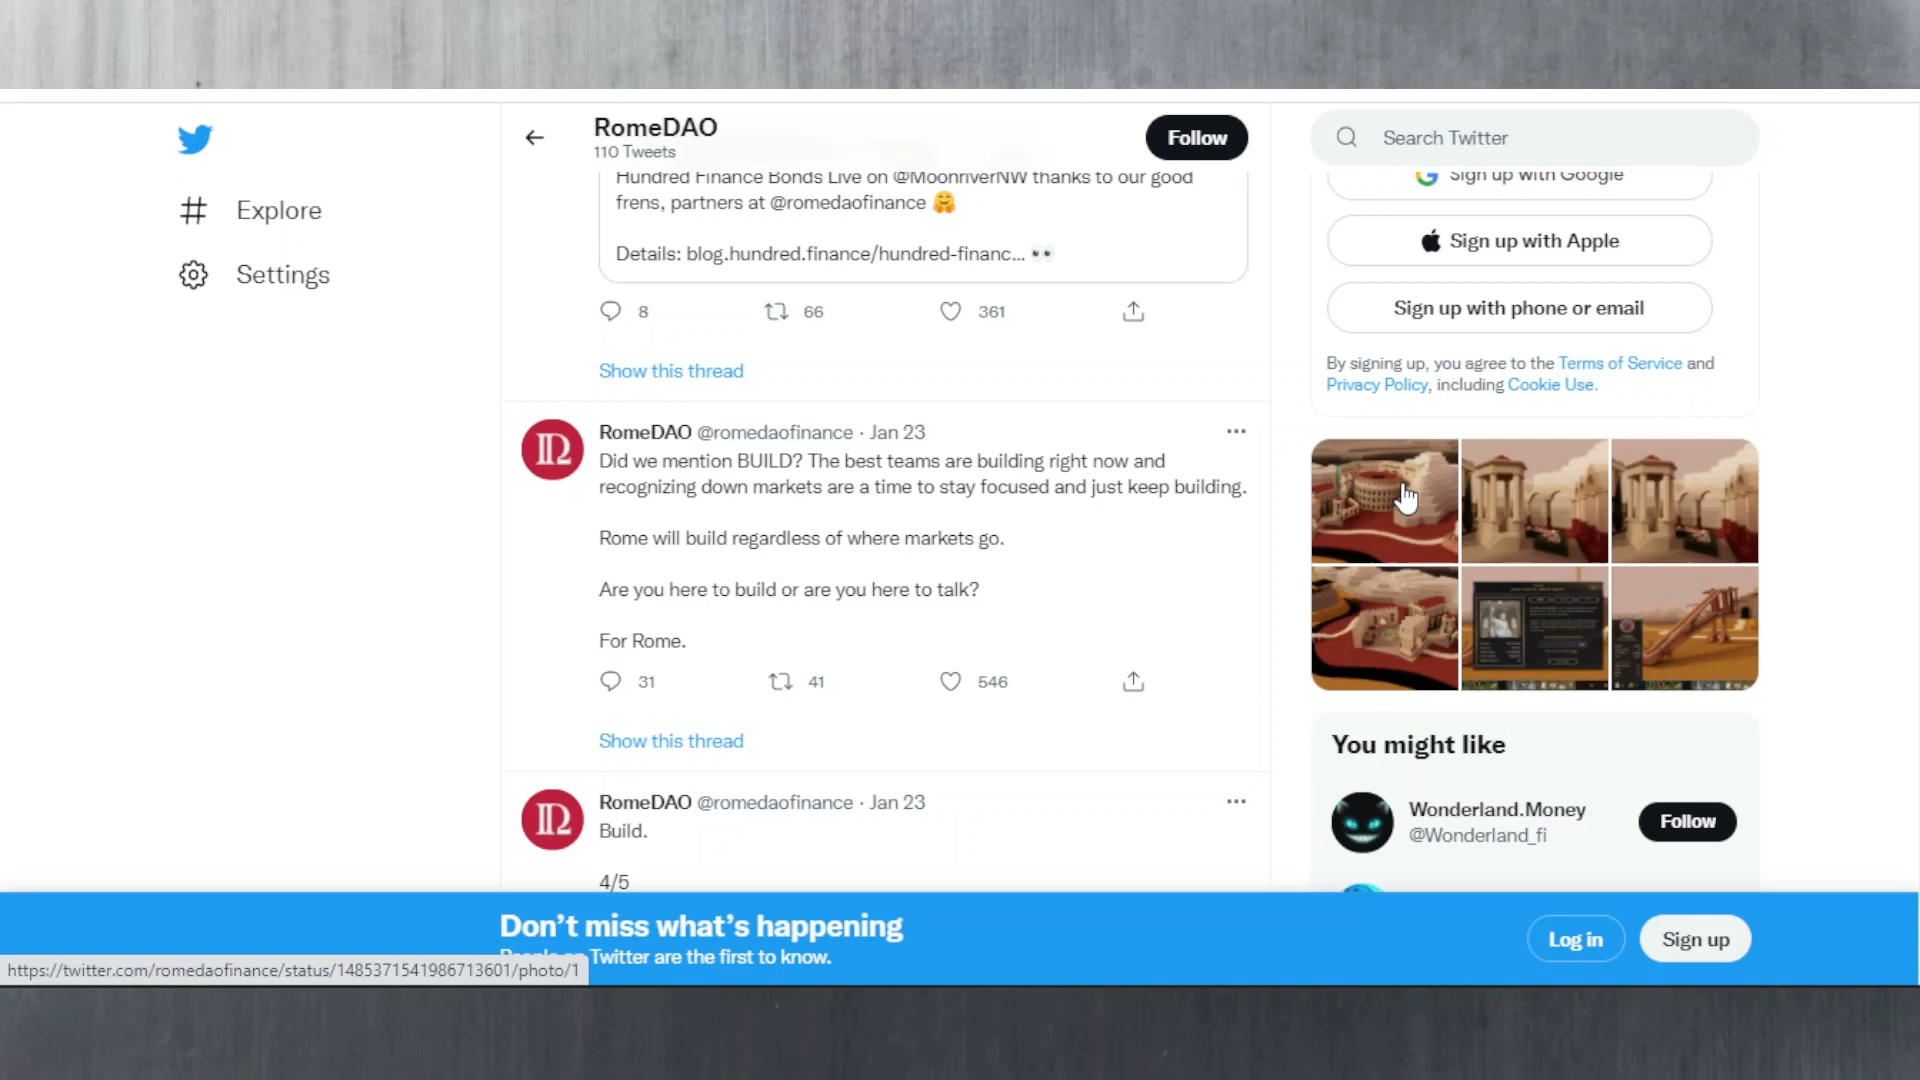 RomeDAO
110 Tweets
Follow
Search Twitter
Explore
Settings
Hundred Finance Bonds Live on @MoonriverNW thanks to our good
frens, partners at @romedaofinance 🤗
Details: blog.hundred.finance/hundred-financ... 👀
8
66
361
Show this thread
RomeDAO @romedaofinance · Jan 23
Did we mention BUILD? The best teams are building right now and
recognizing down markets are a time to stay focused and just keep building.
Rome will build regardless of where markets go.
Are you here to build or are you here to talk?
For Rome.
31
41
546
Show this thread
RomeDAO @romedaofinance · Jan 23
Build.
4/5
Sign up with Google
Sign up with Apple
Sign up with phone or email
By signing up, you agree to the Terms of Service and
Privacy Policy, including Cookie Use.
You might like
Wonderland.Money
@Wonderland_fi
Follow
Don't miss what's happening
People on Twitter are the first to know.
Log in
Sign up
https://twitter.com/romedaofinance/status/1485371541986713601/photo/1